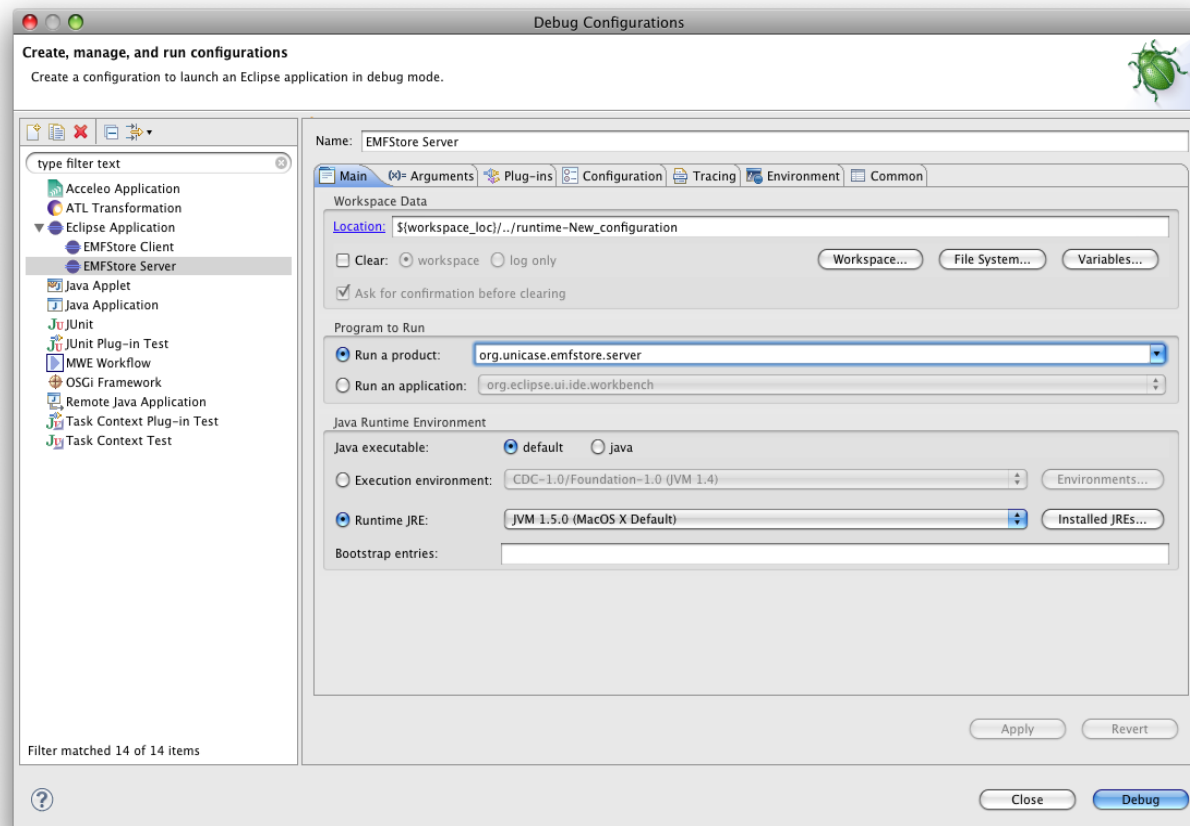 Debug Configurations
Create, manage, and run configurations
Create a configuration to launch an Eclipse application in debug mode.
type filter text
Acceleo Application
ATL Transformation
Eclipse Application
EMFStore Client
EMFStore Server
Java Applet
Java Application
JUnit
JUnit Plug-in Test
MWE Workflow
OSGi Framework
Remote Java Application
Task Context Plug-in Test
Task Context Test
Filter matched 14 of 14 items
Name: EMFStore Server
Main (x)= Arguments Plug-ins Configuration Tracing Environment Common
Workspace Data
Location: ${workspace_loc}/../runtime-New_configuration
Clear: workspace log only Workspace... File System... Variables...
Ask for confirmation before clearing
Program to Run
Run a product: org.unicase.emfstore.server
Run an application: org.eclipse.ui.ide.workbench
Java Runtime Environment
Java executable: default java
Execution environment: CDC-1.0/Foundation-1.0 (JVM 1.4) Environments...
Runtime JRE: JVM 1.5.0 (MacOS X Default) Installed JREs...
Bootstrap entries:
Apply Revert
? Close Debug